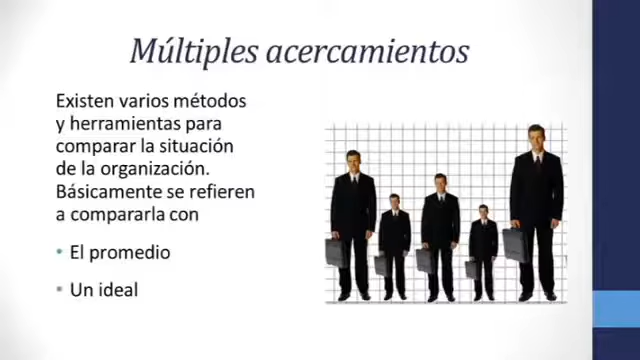 Múltiples acercamientos
Existen varios métodos
y herramientas para
comparar la situación
de la organización.
Básicamente se refieren
a compararla con
• El promedio
• Un ideal